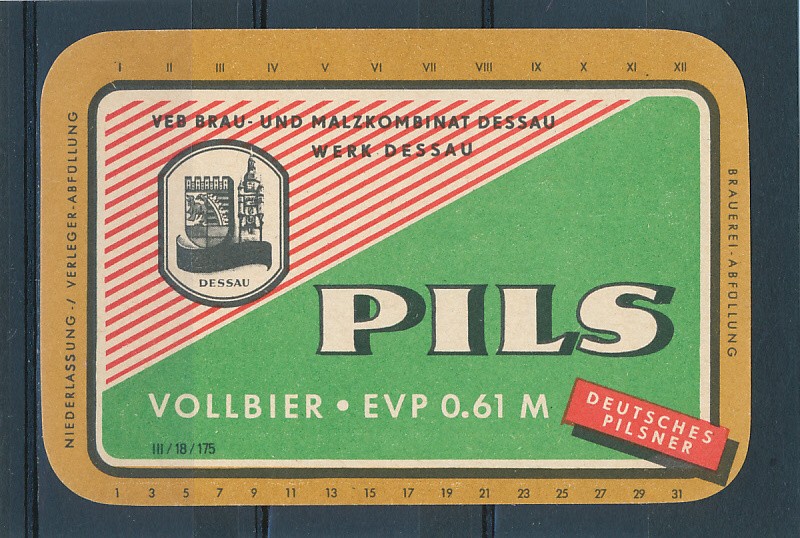 I II III IV V VI VII VIII IX X XI XII
VEB BRAU- UND MALZKOMBINAT DESSAU
WERK DESSAU
DESSAU
NIEDERLASSUNG-/ VERLEGER-ABFÜLLUNG
BRAUEREI-ABFÜLLUNG
PILS
VOLLBIER • EVP 0.61 M
DEUTSCHES
PILSNER
III/18/175
1 3 5 7 9 11 13 15 17 19 21 23 25 27 29 31